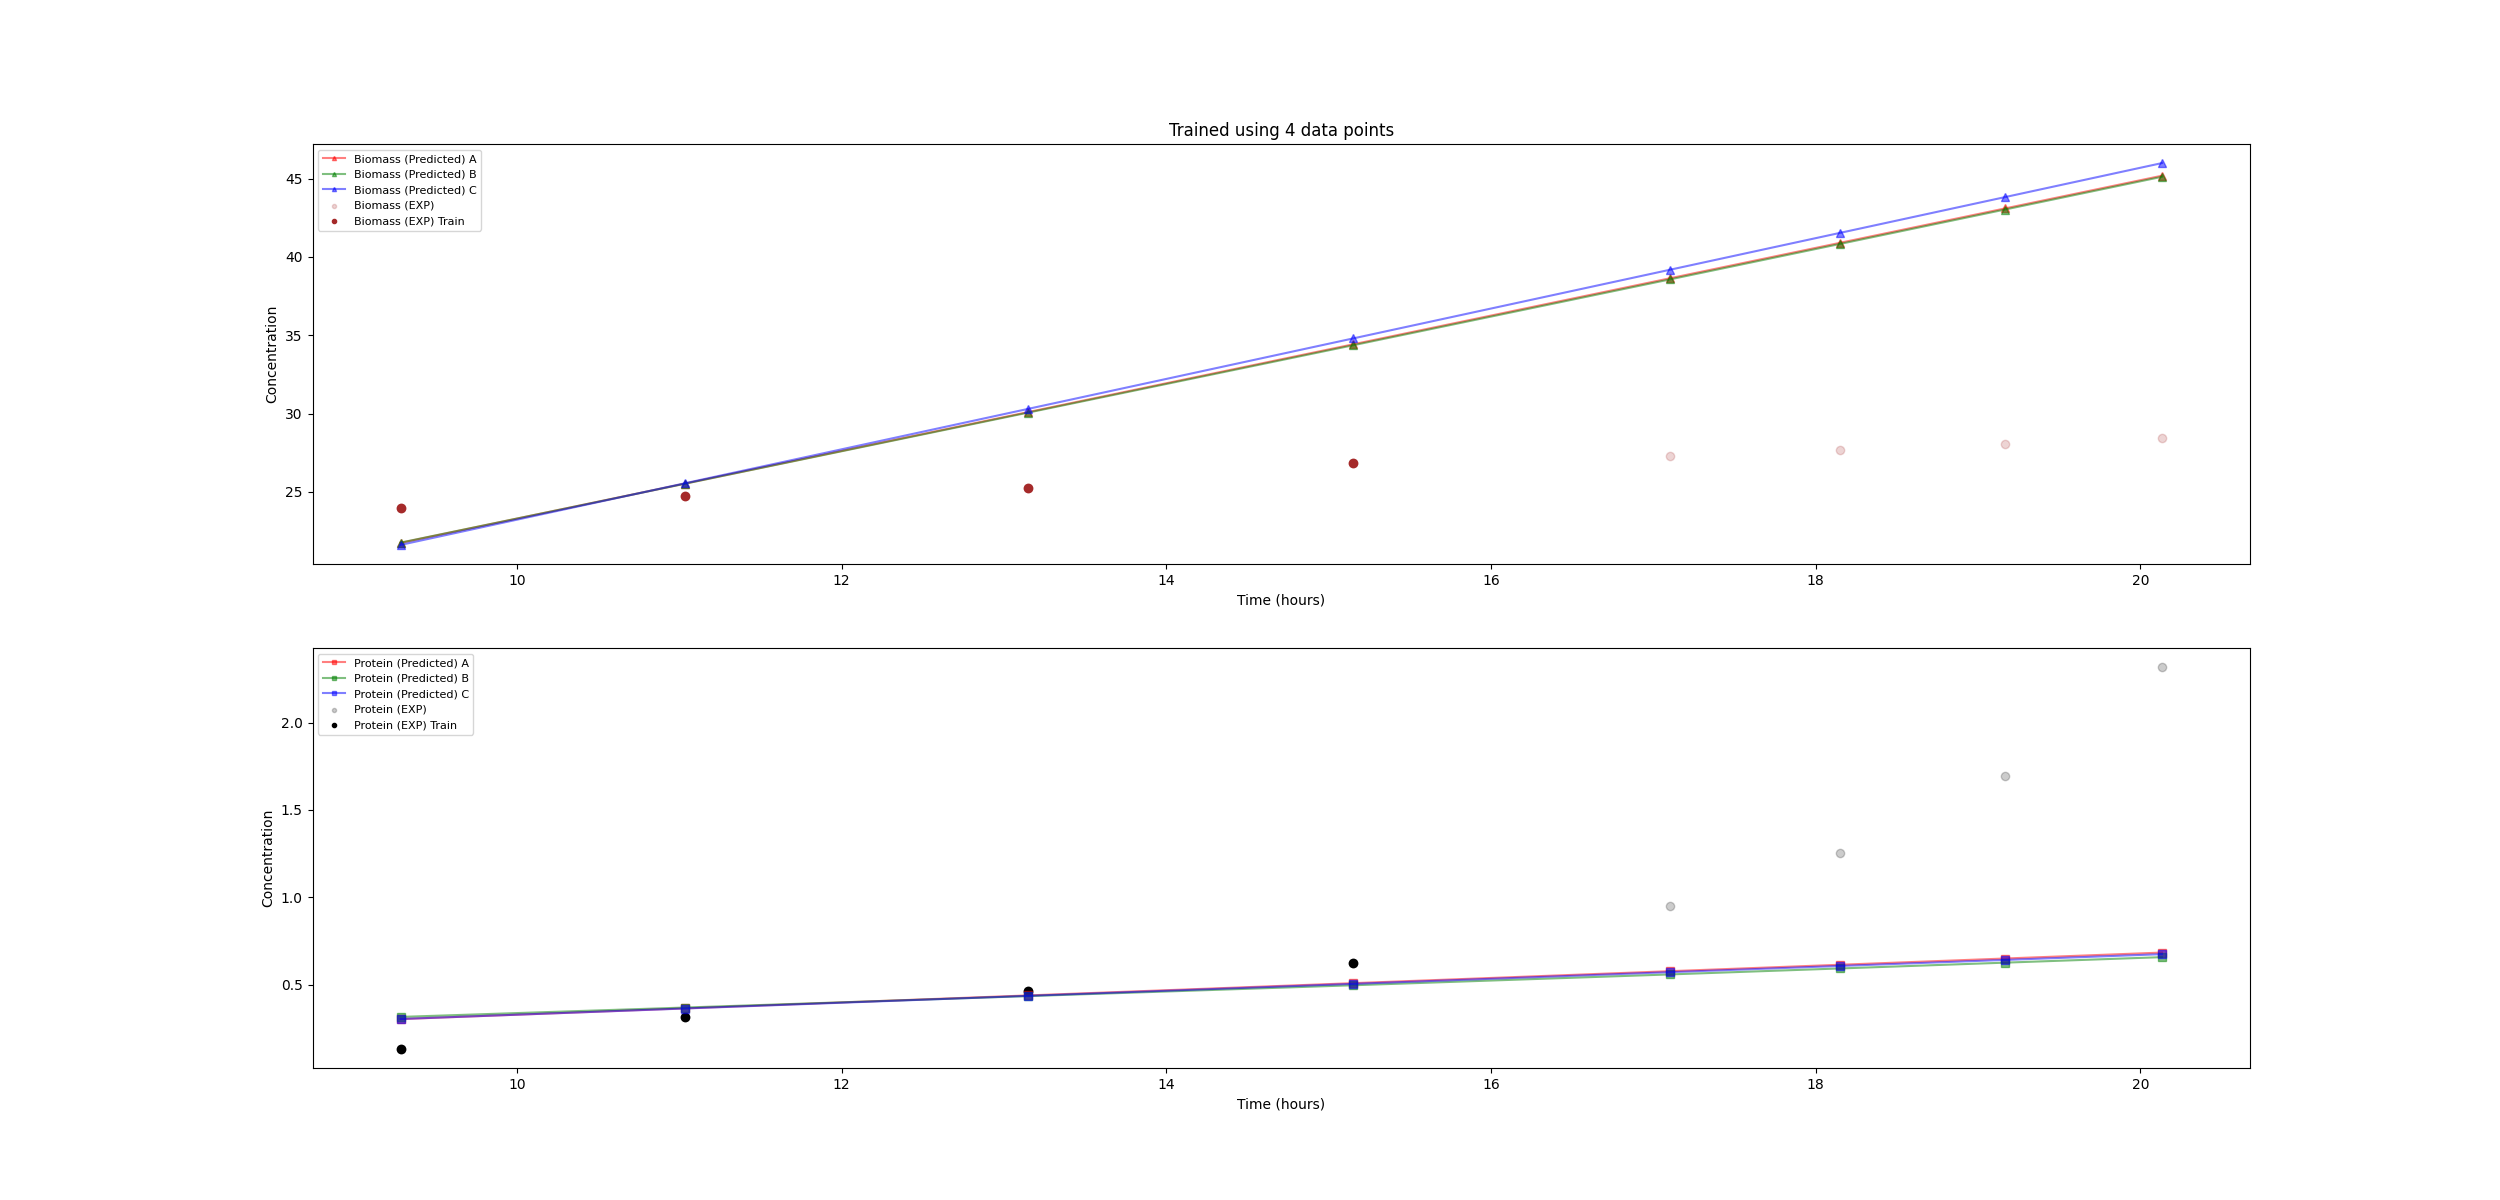 Trained using 4 data points
Biomass (Predicted) A
Biomass (Predicted) B
Biomass (Predicted) C
Biomass (EXP)
Biomass (EXP) Train
45
40
35
30
25
Concentration
10 12 14 16 18 20
Time (hours)
Protein (Predicted) A
Protein (Predicted) B
Protein (Predicted) C
Protein (EXP)
Protein (EXP) Train
2.0
1.5
1.0
0.5
Concentration
10 12 14 16 18 20
Time (hours)